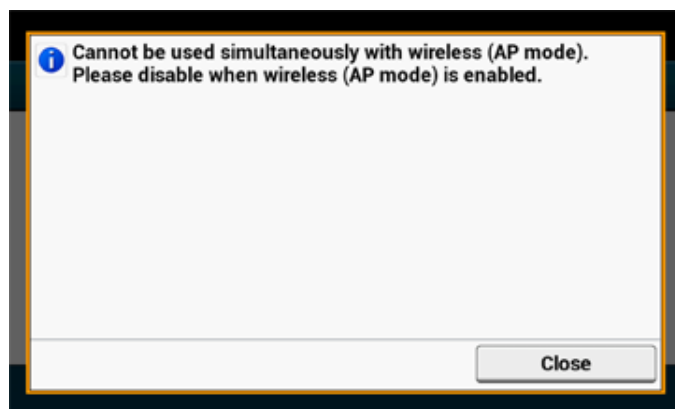 Cannot be used simultaneously with wireless (AP mode).
Please disable when wireless (AP mode) is enabled.
Close